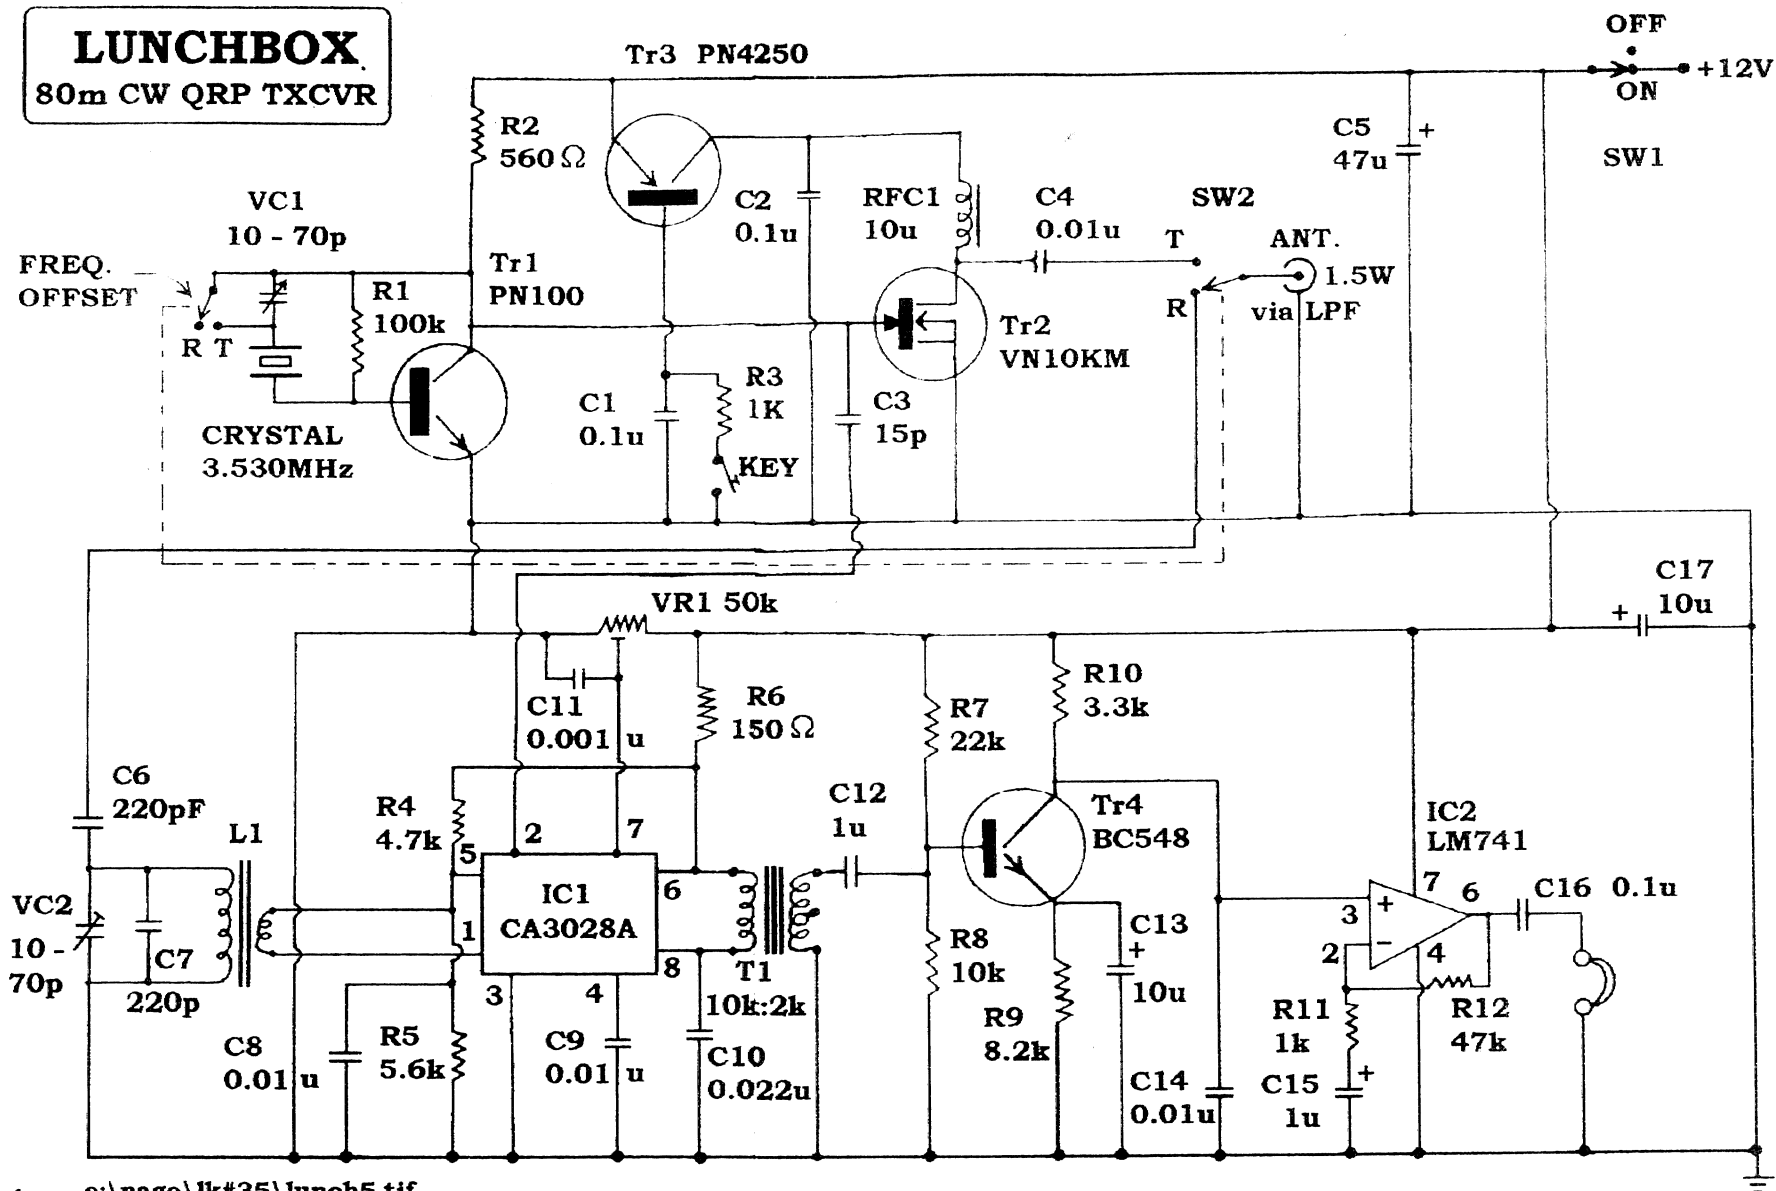 LUNCHBOX
80m CW QRP TXCVR
Tr3 PN4250
OFF
+12V
ON
SW1
R2
560Ω
C5
47u
+
VC1
10 - 70p
C2
0.1u
RFC1
10u
C4
0.01u
SW2
T
ANT.
1.5W
R
via LPF
FREQ.
OFFSET
Tr1
PN100
R1
100k
R T
Tr2
VN10KM
R3
1K
C1
0.1u
C3
15p
CRYSTAL
3.530MHz
KEY
C17
10u
+
VR1 50k
C11
0.001 u
R6
150Ω
R7
22k
R10
3.3k
C6
220pF
R4
4.7k
C12
1u
Tr4
BC548
IC2
LM741
L1
5
2
7
6
1
8
3
4
IC1
CA3028A
VC2
10 -
70p
C7
220p
T1
10k:2k
R8
10k
C13
+
10u
7
6
3
+
2
−
4
C16 0.1u
R11
1k
R12
47k
C8
0.01 u
R5
5.6k
C9
0.01 u
C10
0.022u
R9
8.2k
C14
0.01u
C15
1u
+
c:\page\lk#35\lunch5.tif